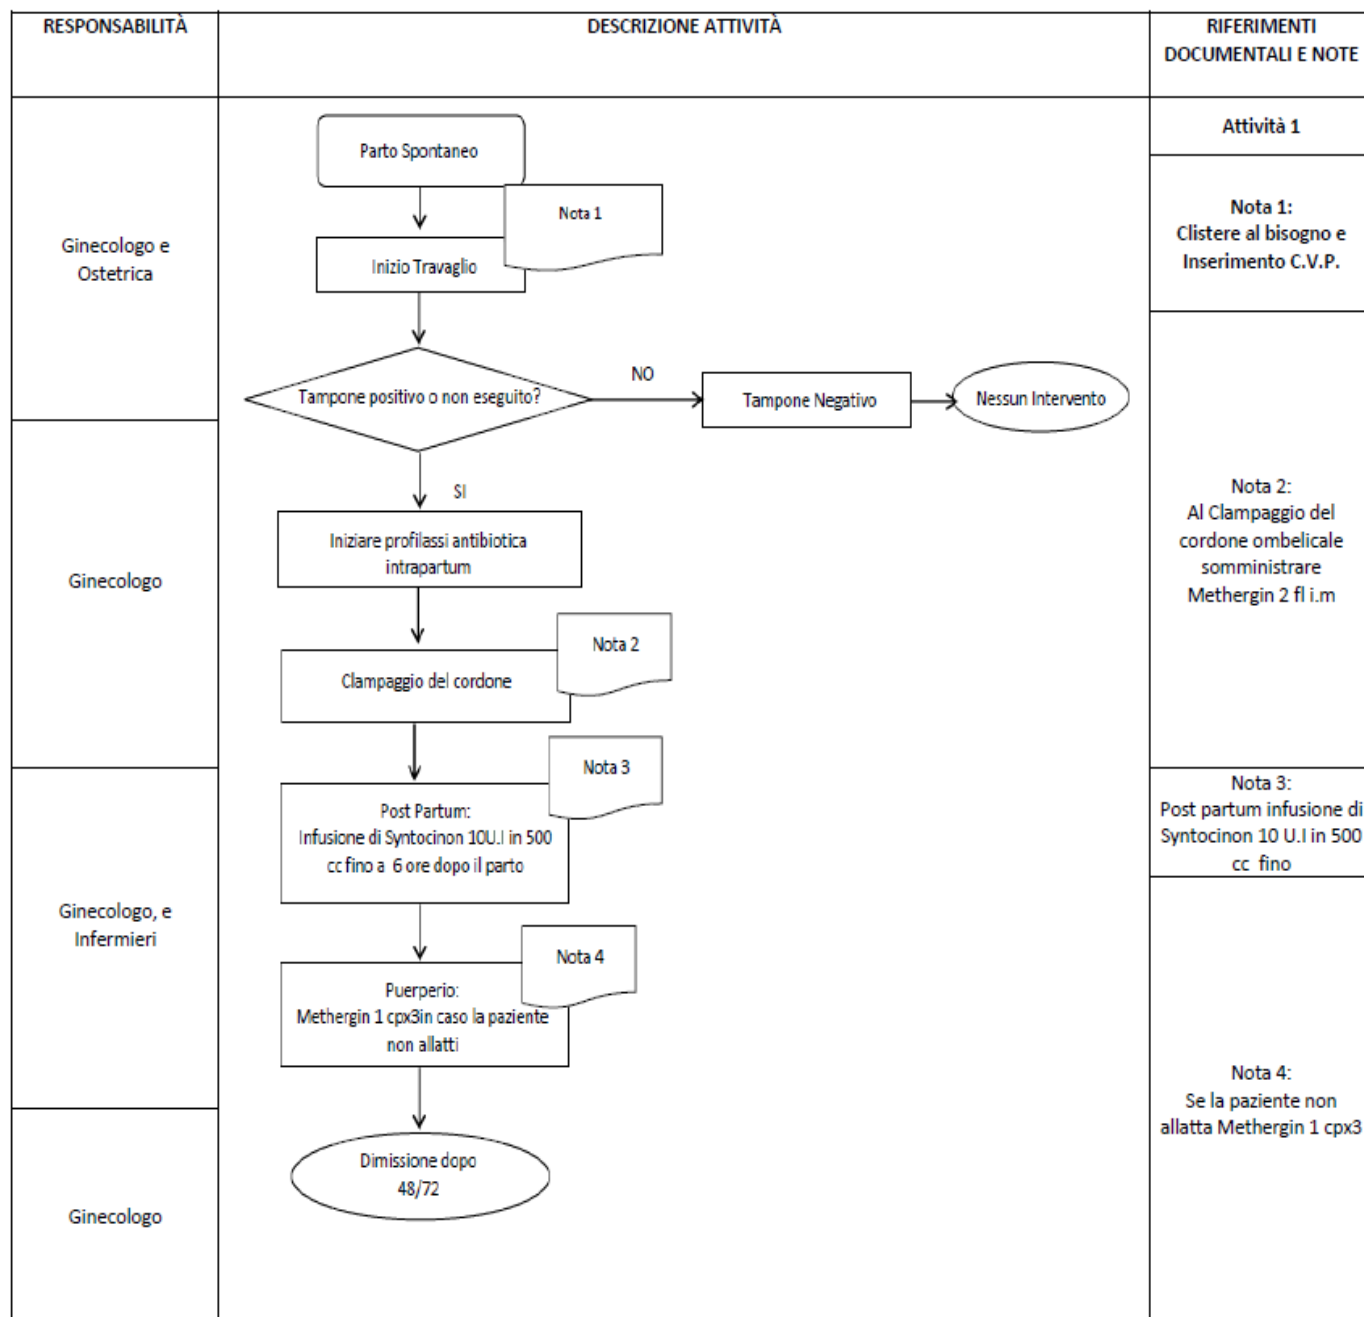 RESPONSABILITÀ
DESCRIZIONE ATTIVITÀ
RIFERIMENTI
DOCUMENTALI E NOTE
Ginecologo e
Ostetrica
Ginecologo
Ginecologo, e
Infermieri
Ginecologo
Parto Spontaneo
Nota 1
Inizio Travaglio
Tampone positivo o non eseguito?
NO
Tampone Negativo
Nessun Intervento
SI
Iniziare profilassi antibiotica
intrapartum
Nota 2
Clampaggio del cordone
Nota 3
Post Partum:
Infusione di Syntocinon 10U.I in 500
cc fino a 6 ore dopo il parto
Nota 4
Puerperio:
Methergin 1 cpx3in caso la paziente
non allatti
Dimissione dopo
48/72
Attività 1
Nota 1:
Clistere al bisogno e
Inserimento C.V.P.
Nota 2:
Al Clampaggio del
cordone ombelicale
somministrare
Methergin 2 fl i.m
Nota 3:
Post partum infusione di
Syntocinon 10 U.I in 500
cc fino
Nota 4:
Se la paziente non
allatta Methergin 1 cpx3